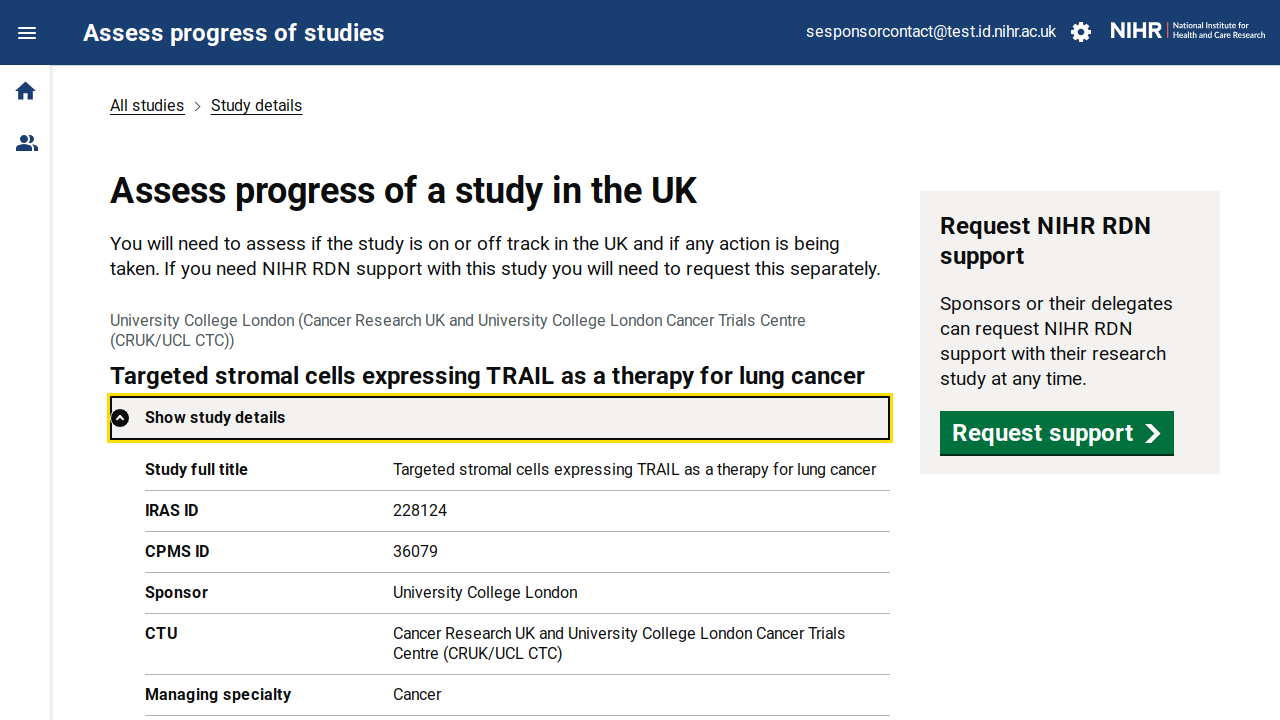 Assess progress of studies
sesponsorcontact@test.id.nihr.ac.uk
NIHR
National Institute for
Health and Care Research
All studies
Study details
Assess progress of a study in the UK
You will need to assess if the study is on or off track in the UK and if any action is being
taken. If you need NIHR RDN support with this study you will need to request this separately.
University College London (Cancer Research UK and University College London Cancer Trials Centre
(CRUK/UCL CTC))
Targeted stromal cells expressing TRAIL as a therapy for lung cancer
Show study details
Study full title
Targeted stromal cells expressing TRAIL as a therapy for lung cancer
IRAS ID
228124
CPMS ID
36079
Sponsor
University College London
CTU
Cancer Research UK and University College London Cancer Trials
Centre (CRUK/UCL CTC)
Managing specialty
Cancer
Request NIHR RDN
support
Sponsors or their delegates
can request NIHR RDN
support with their research
study at any time.
Request support